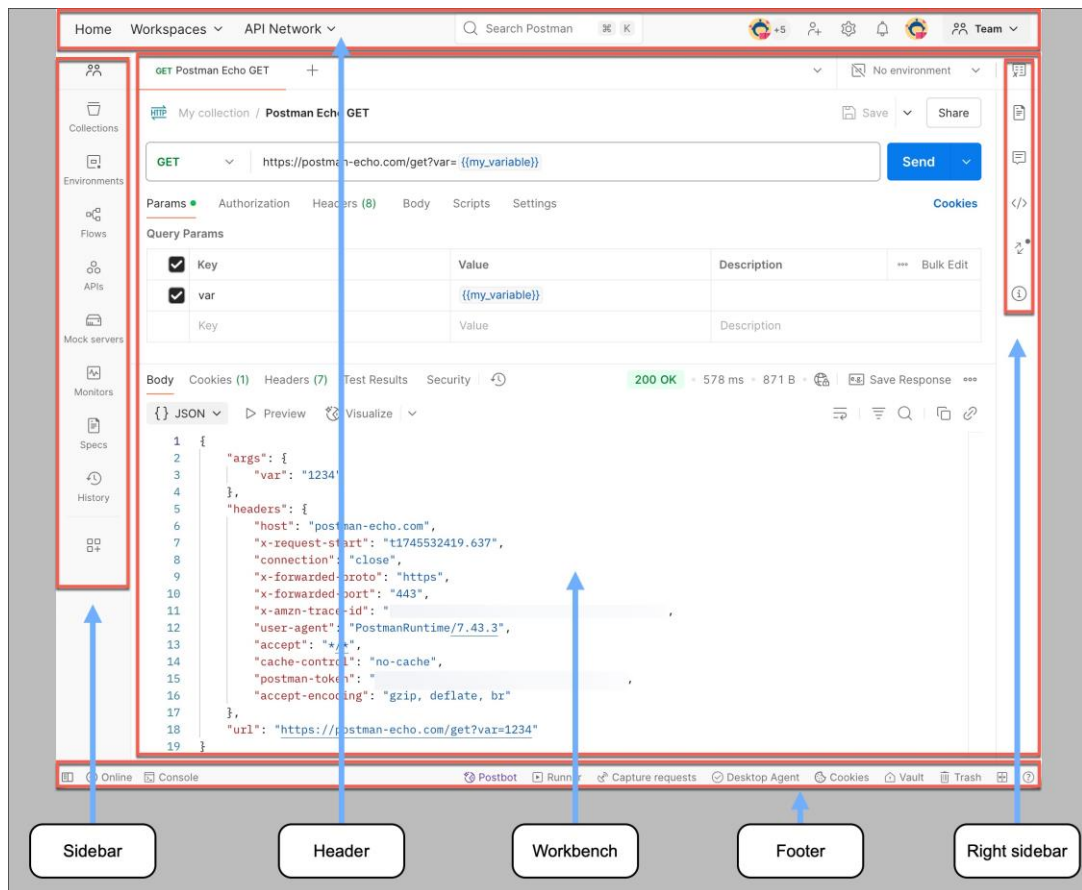 Home Workspaces API Network Search Postman ⌘ K +5 Team
GET Postman Echo GET + No environment
HTTP My collection / Postman Echo GET Save Share
GET https://postman-echo.com/get?var= {{my_variable}} Send
Params Authorization Headers (8) Body Scripts Settings Cookies
Query Params
Key Value Description Bulk Edit
var {{my_variable}}
Key Value Description
Collections
Environments
Flows
APIs
Mock servers
Monitors
Specs
History
Body Cookies (1) Headers (7) Test Results Security 200 OK 578 ms 871 B e.g. Save Response
{} JSON Preview Visualize
1 {
2 "args": {
3 "var": "1234"
4 },
5 "headers": {
6 "host": "postman-echo.com",
7 "x-request-start": "t1745532419.637",
8 "connection": "close",
9 "x-forwarded-proto": "https",
10 "x-forwarded-port": "443",
11 "x-amzn-trace-id": " ,
12 "user-agent": "PostmanRuntime/7.43.3",
13 "accept": "*/*",
14 "cache-control": "no-cache",
15 "postman-token": " ,
16 "accept-encoding": "gzip, deflate, br"
17 },
18 "url": "https://postman-echo.com/get?var=1234"
19 }
Online Console Postbot Runner Capture requests Desktop Agent Cookies Vault Trash
Sidebar Header Workbench Footer Right sidebar